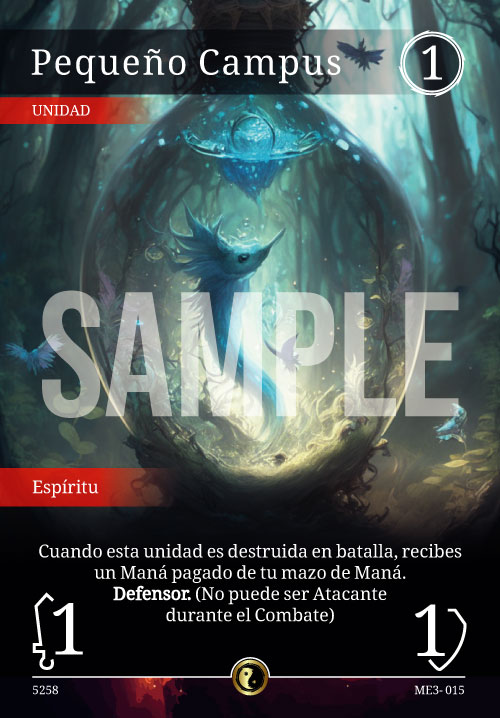 Pequeño Campus
1
UNIDAD
SAMPLE
Espíritu
Cuando esta unidad es destruida en batalla, recibes
un Maná pagado de tu mazo de Maná.
Defensor. (No puede ser Atacante
durante el Combate)
1
1
5258
ME3- 015